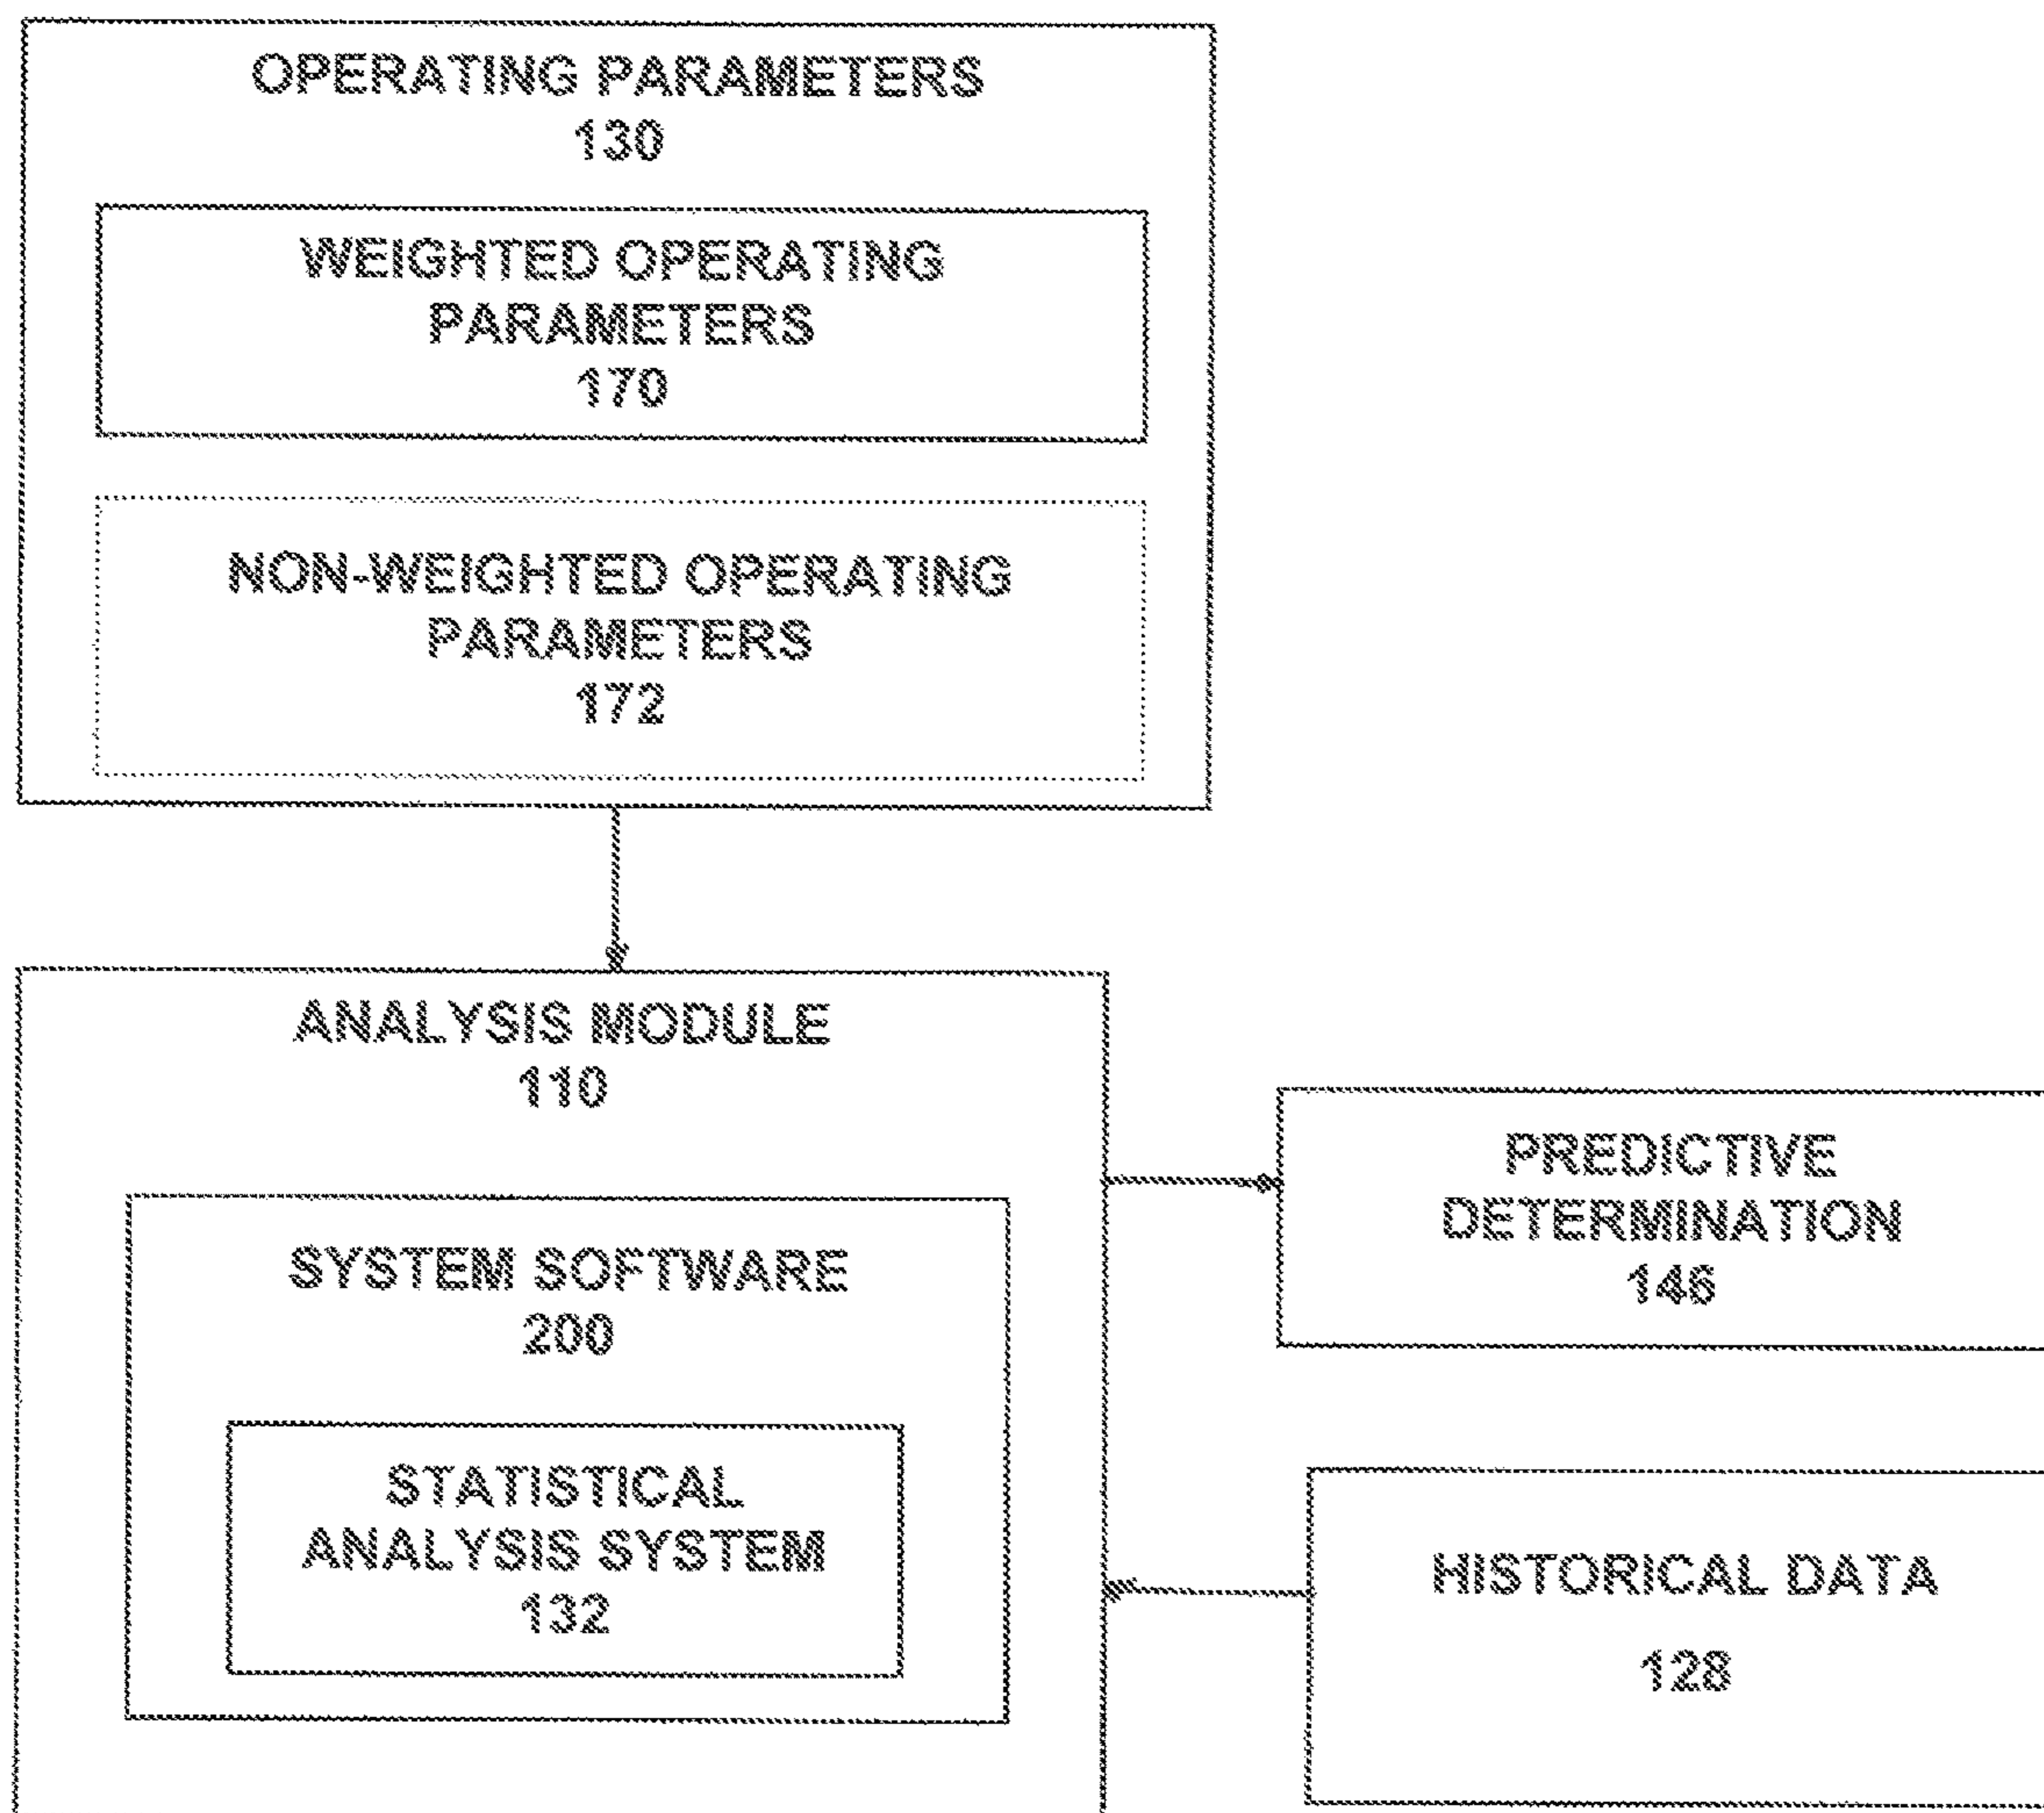 OPERATING PARAMETERS
130
WEIGHTED OPERATING
PARAMETERS
170
NON-WEIGHTED OPERATING
PARAMETERS
172
ANALYSIS MODULE
110
SYSTEM SOFTWARE
200
STATISTICAL
ANALYSIS SYSTEM
132
PREDICTIVE
DETERMINATION
146
HISTORICAL DATA
128